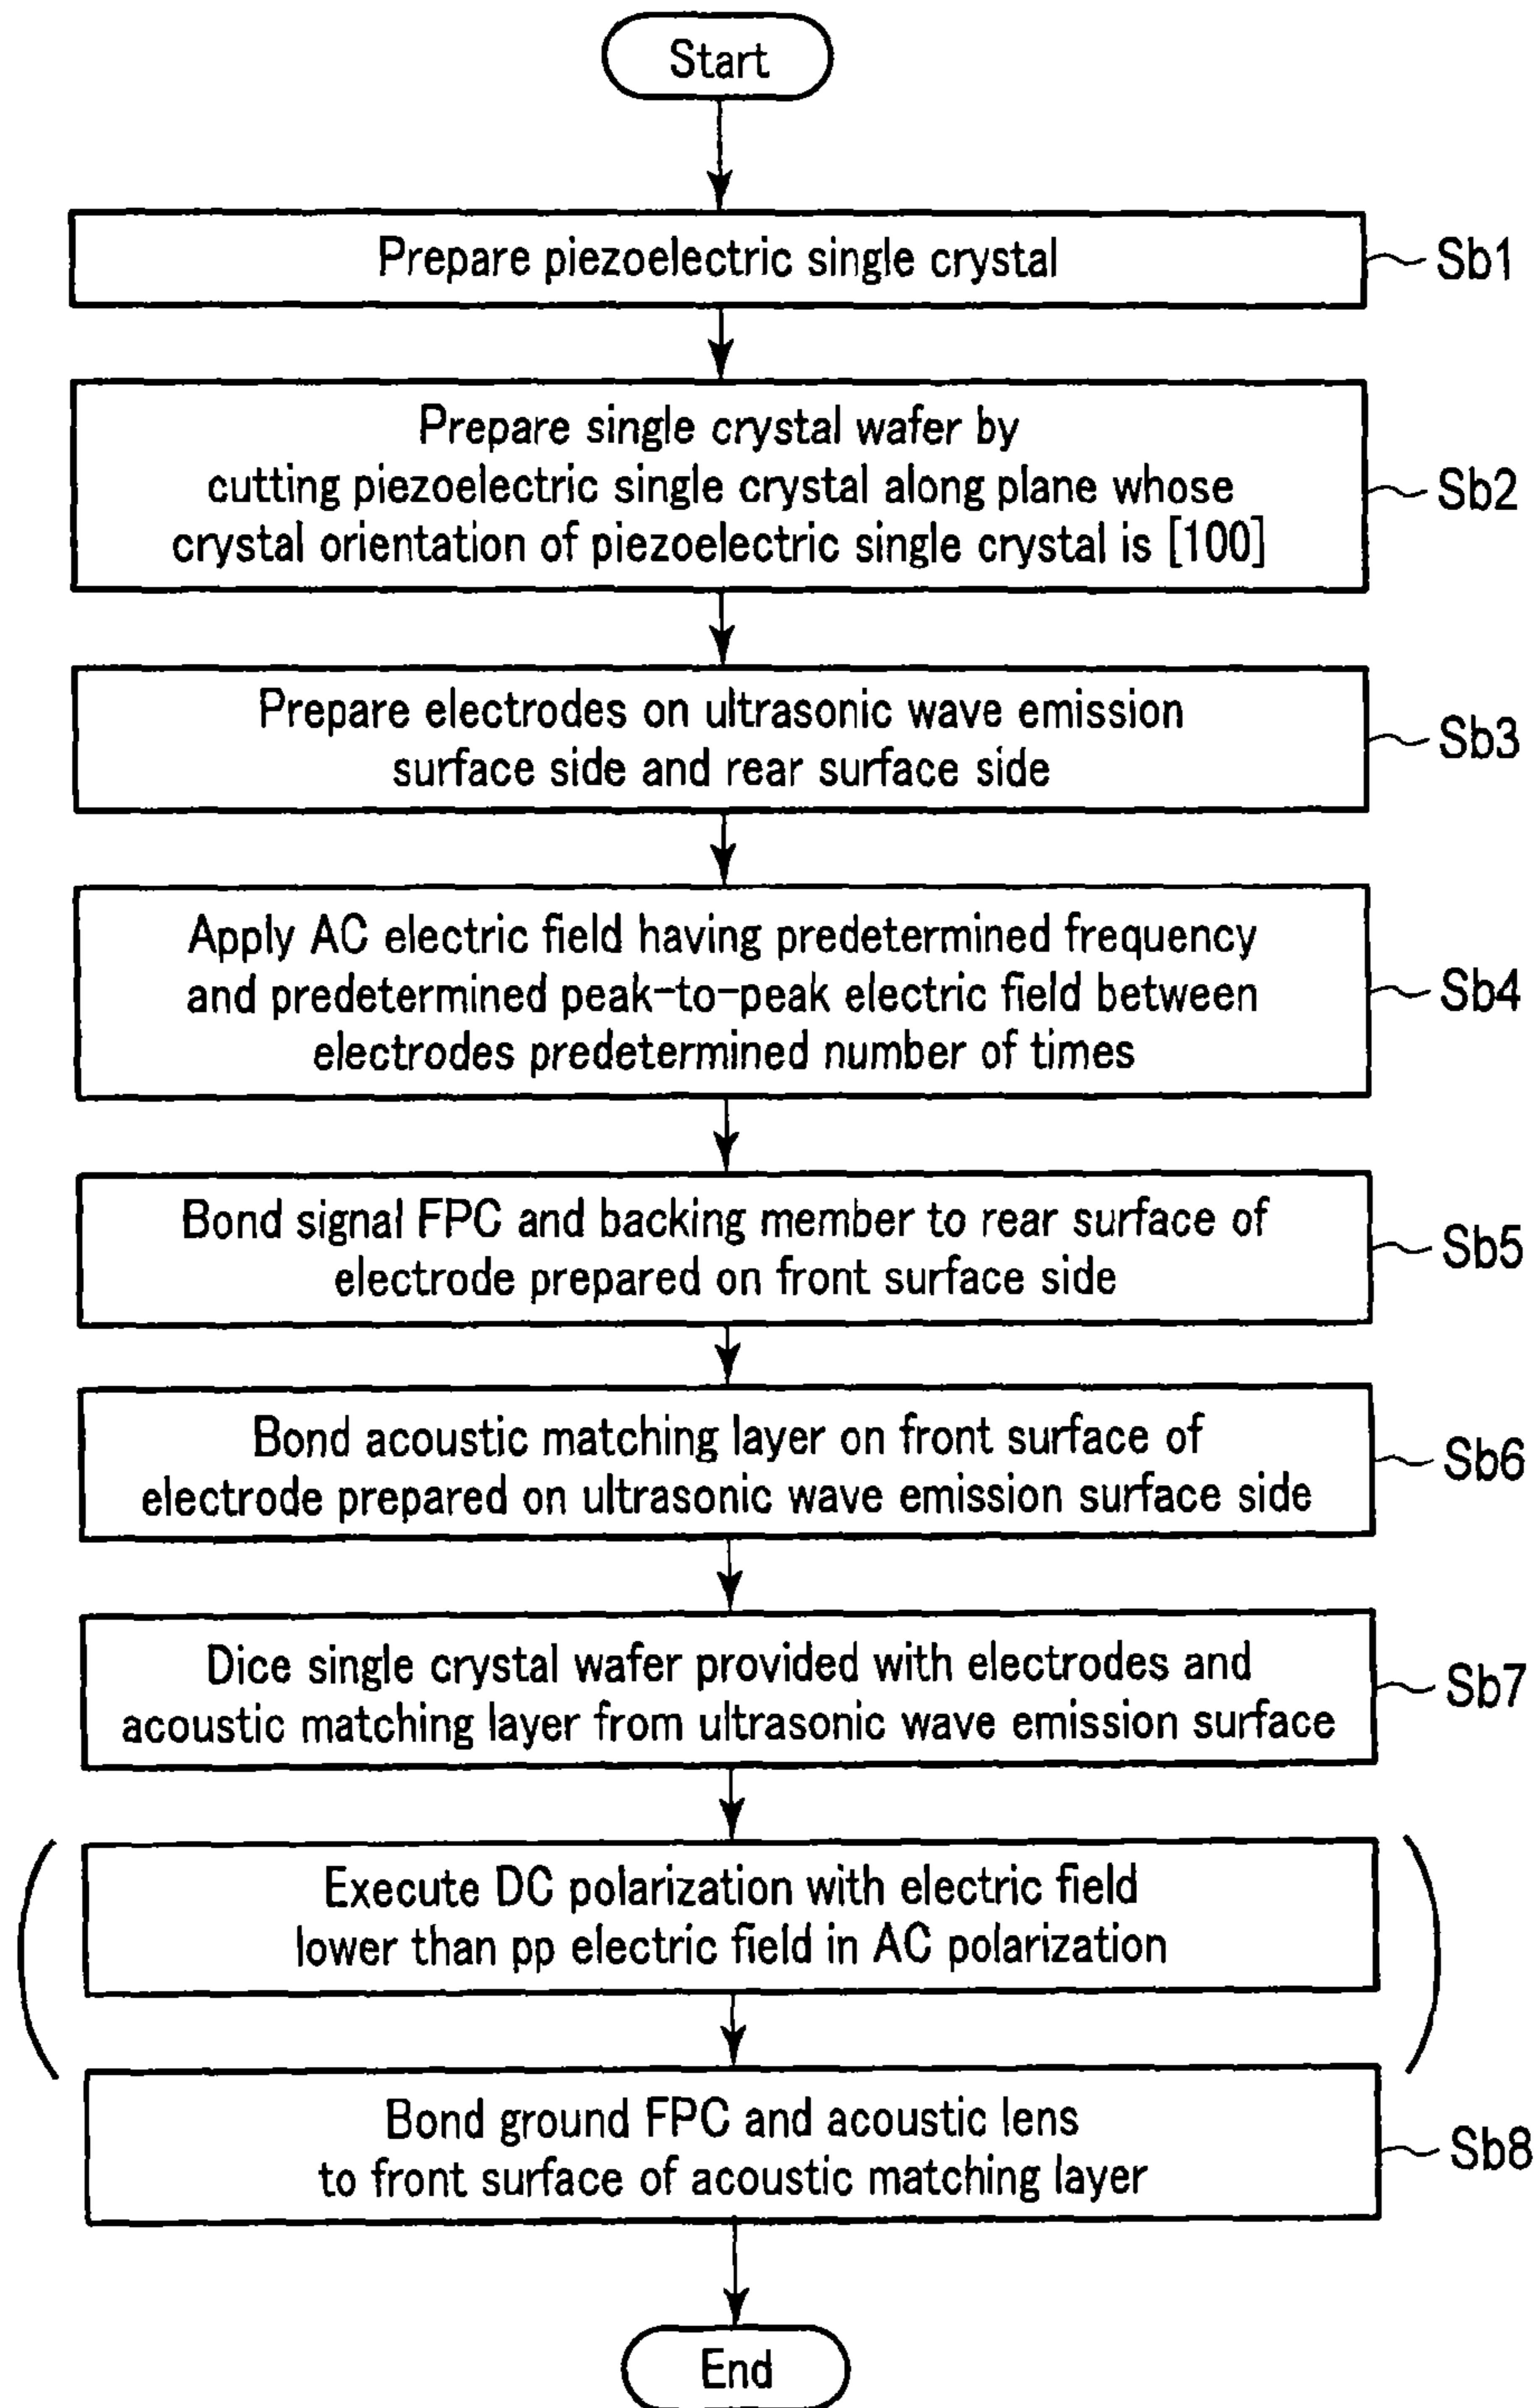 Start
Prepare piezoelectric single crystal
Sb1
Prepare single crystal wafer by
cutting piezoelectric single crystal along plane whose
crystal orientation of piezoelectric single crystal is [100]
Sb2
Prepare electrodes on ultrasonic wave emission
surface side and rear surface side
Sb3
Apply AC electric field having predetermined frequency
and predetermined peak-to-peak electric field between
electrodes predetermined number of times
Sb4
Bond signal FPC and backing member to rear surface of
electrode prepared on front surface side
Sb5
Bond acoustic matching layer on front surface of
electrode prepared on ultrasonic wave emission surface side
Sb6
Dice single crystal wafer provided with electrodes and
acoustic matching layer from ultrasonic wave emission surface
Sb7
Execute DC polarization with electric field
lower than pp electric field in AC polarization
Bond ground FPC and acoustic lens
to front surface of acoustic matching layer
Sb8
End